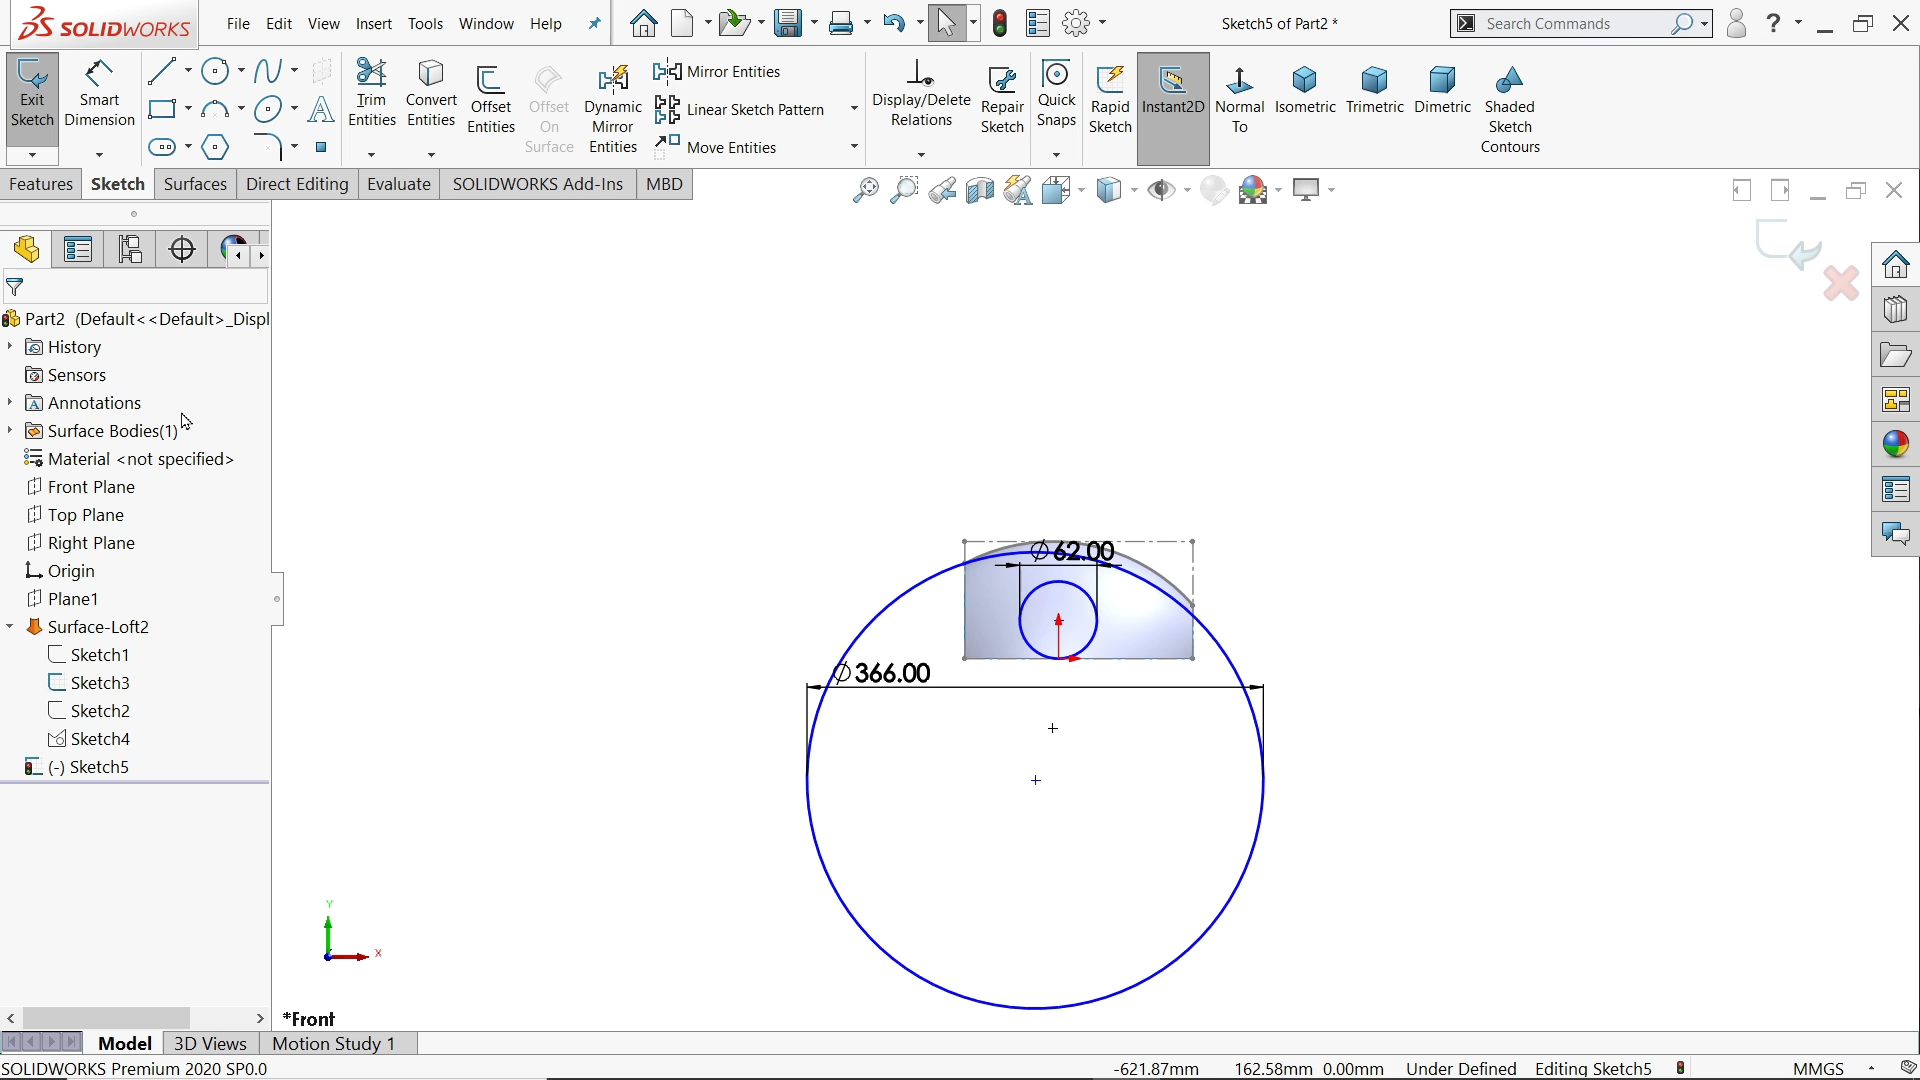 SOLIDWORKS
File Edit View Insert Tools Window Help
Sketch5 of Part2 *
Search Commands
?
Exit Sketch
Smart Dimension
Trim Entities
Convert Entities
Offset Entities
Offset On Surface
Dynamic Mirror Entities
Mirror Entities
Linear Sketch Pattern
Move Entities
Display/Delete Relations
Repair Sketch
Quick Snaps
Rapid Sketch
Instant2D
Normal To
Isometric
Trimetric
Dimetric
Shaded Sketch Contours
Features Sketch Surfaces Direct Editing Evaluate SOLIDWORKS Add-Ins MBD
Part2 (Default<<Default>_Displ
History
Sensors
Annotations
Surface Bodies(1)
Material <not specified>
Front Plane
Top Plane
Right Plane
Origin
Plane1
Surface-Loft2
Sketch1
Sketch3
Sketch2
Sketch4
(-) Sketch5
∅62.00
∅366.00
Y
X
*Front
Model 3D Views Motion Study 1
SOLIDWORKS Premium 2020 SP0.0
-621.87mm 162.58mm 0.00mm Under Defined Editing Sketch5 MMGS